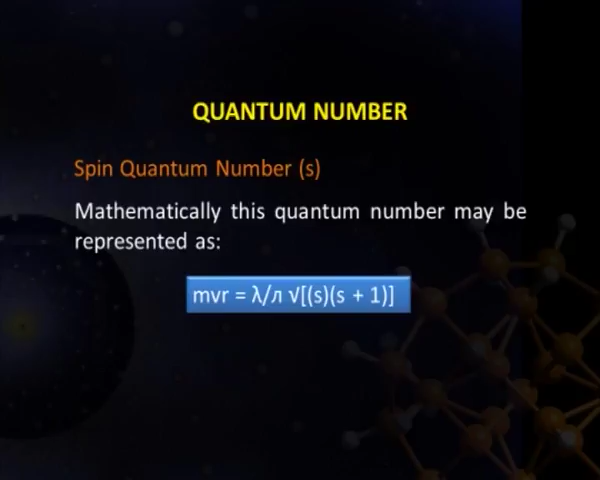 QUANTUM NUMBER
Spin Quantum Number (s)
Mathematically this quantum number may be
represented as:
mvr = λ/л √[(s)(s + 1)]